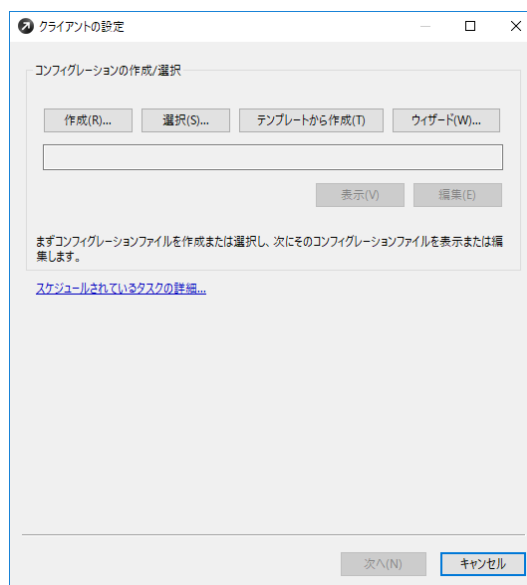 クライアントの設定
コンフィグレーションの作成/選択
作成(R)... 選択(S)... テンプレートから作成(T) ウィザード(W)...
表示(V) 編集(E)
まずコンフィグレーションファイルを作成または選択し、次にそのコンフィグレーションファイルを表示または編
集します。
スケジュールされているタスクの詳細...
次へ(N) キャンセル